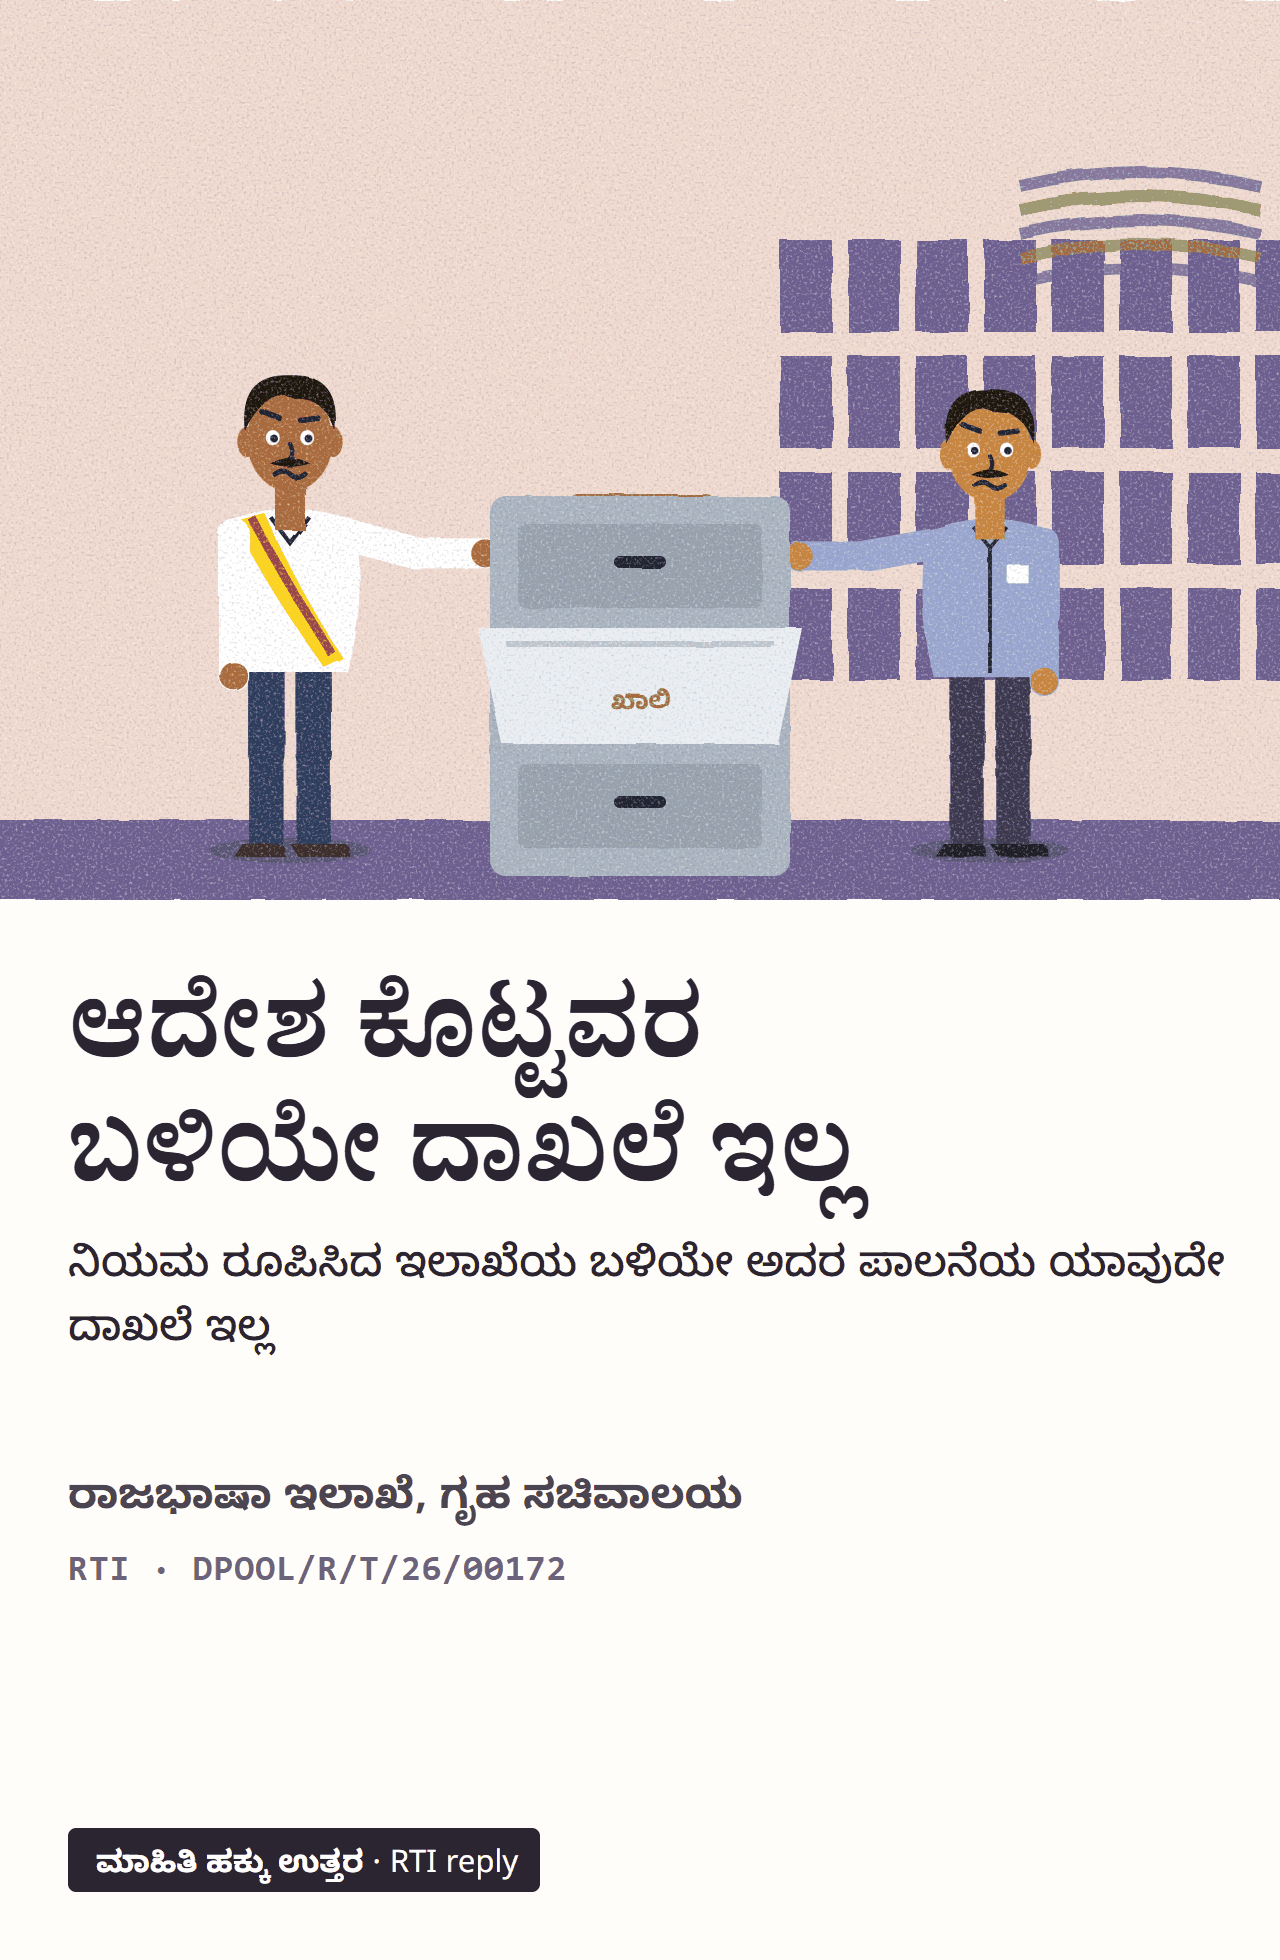 ಖಾಲಿ
ಆದೇಶ ಕೊಟ್ಟವರ
ಬಳಿಯೇ ದಾಖಲೆ ಇಲ್ಲ
ನಿಯಮ ರೂಪಿಸಿದ ಇಲಾಖೆಯ ಬಳಿಯೇ ಅದರ ಪಾಲನೆಯ ಯಾವುದೇ
ದಾಖಲೆ ಇಲ್ಲ
ರಾಜಭಾಷಾ ಇಲಾಖೆ, ಗೃಹ ಸಚಿವಾಲಯ
RTI · DPOOL/R/T/26/00172
ಮಾಹಿತಿ ಹಕ್ಕು ಉತ್ತರ · RTI reply